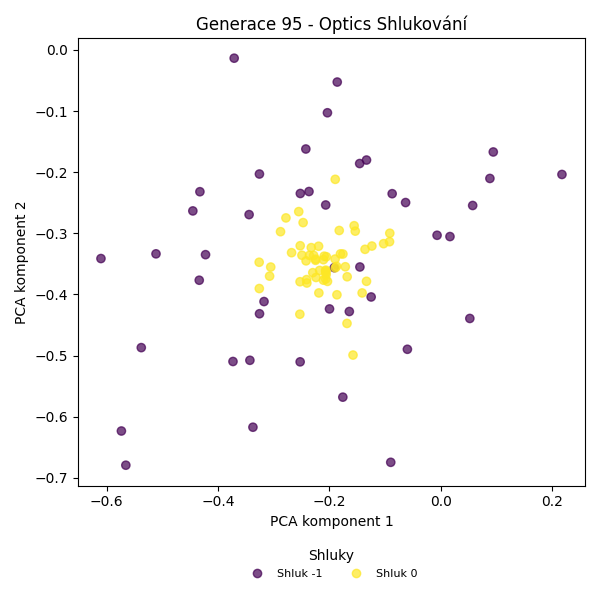 Generace 95 - Optics Shlukování
0.0
−0.1
−0.2
−0.3
−0.4
−0.5
−0.6
−0.7
PCA komponent 2
−0.6
−0.4
−0.2
0.0
0.2
PCA komponent 1
Shluky
Shluk -1
Shluk 0